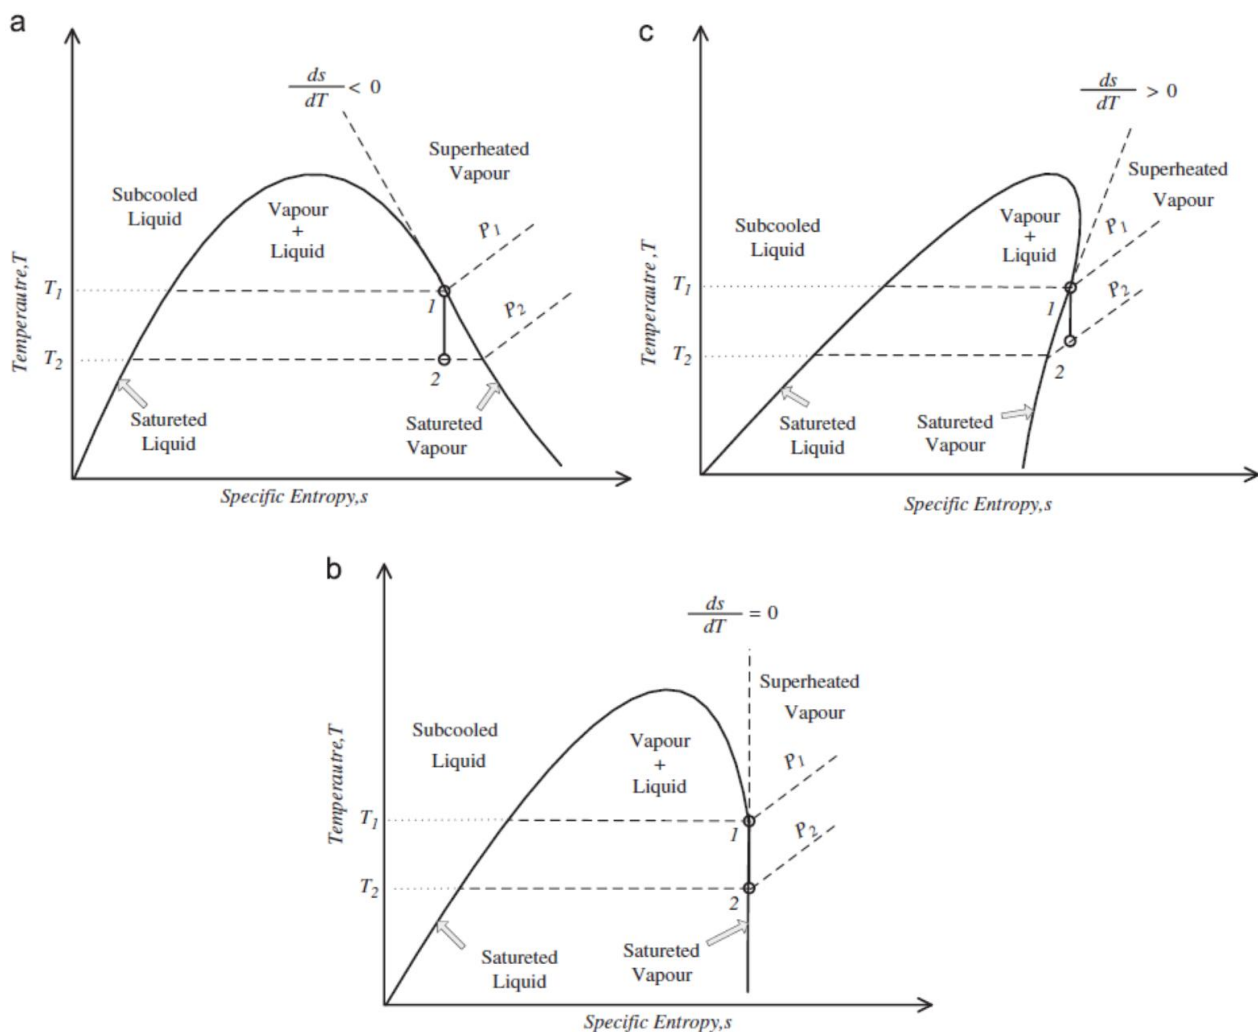 a
ds
dT
< 0
Superheated
Vapour
Subcooled
Liquid
Vapour
+
Liquid
P1
P2
T1
T2
1
2
Temperautre,T
Satureted
Liquid
Satureted
Vapour
Specific Entropy,s
c
ds
dT
> 0
Superheated
Vapour
Subcooled
Liquid
Vapour
+
Liquid
P1
P2
T1
T2
1
2
Temperautre ,T
Satureted
Liquid
Satureted
Vapour
Specific Entropy,s
b
ds
dT
= 0
Superheated
Vapour
Subcooled
Liquid
Vapour
+
Liquid
P1
P2
T1
T2
1
2
Temperautre,T
Satureted
Liquid
Satureted
Vapour
Specific Entropy,s